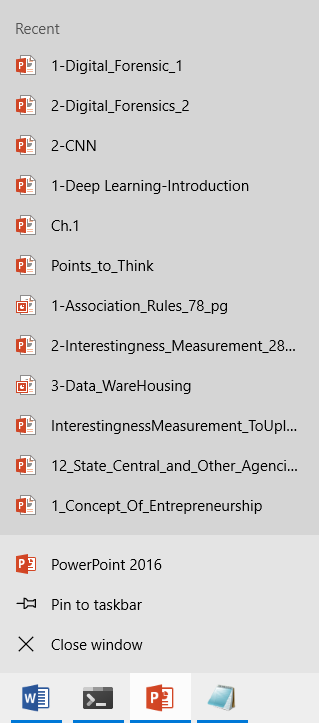 Recent
1-Digital_Forensic_1
2-Digital_Forensics_2
2-CNN
1-Deep Learning-Introduction
Ch.1
Points_to_Think
1-Association_Rules_78_pg
2-Interestingness_Measurement_28...
3-Data_WareHousing
InterestingnessMeasurement_ToUpl...
12_State_Central_and_Other_Agenci...
1_Concept_Of_Entrepreneurship
PowerPoint 2016
Pin to taskbar
Close window